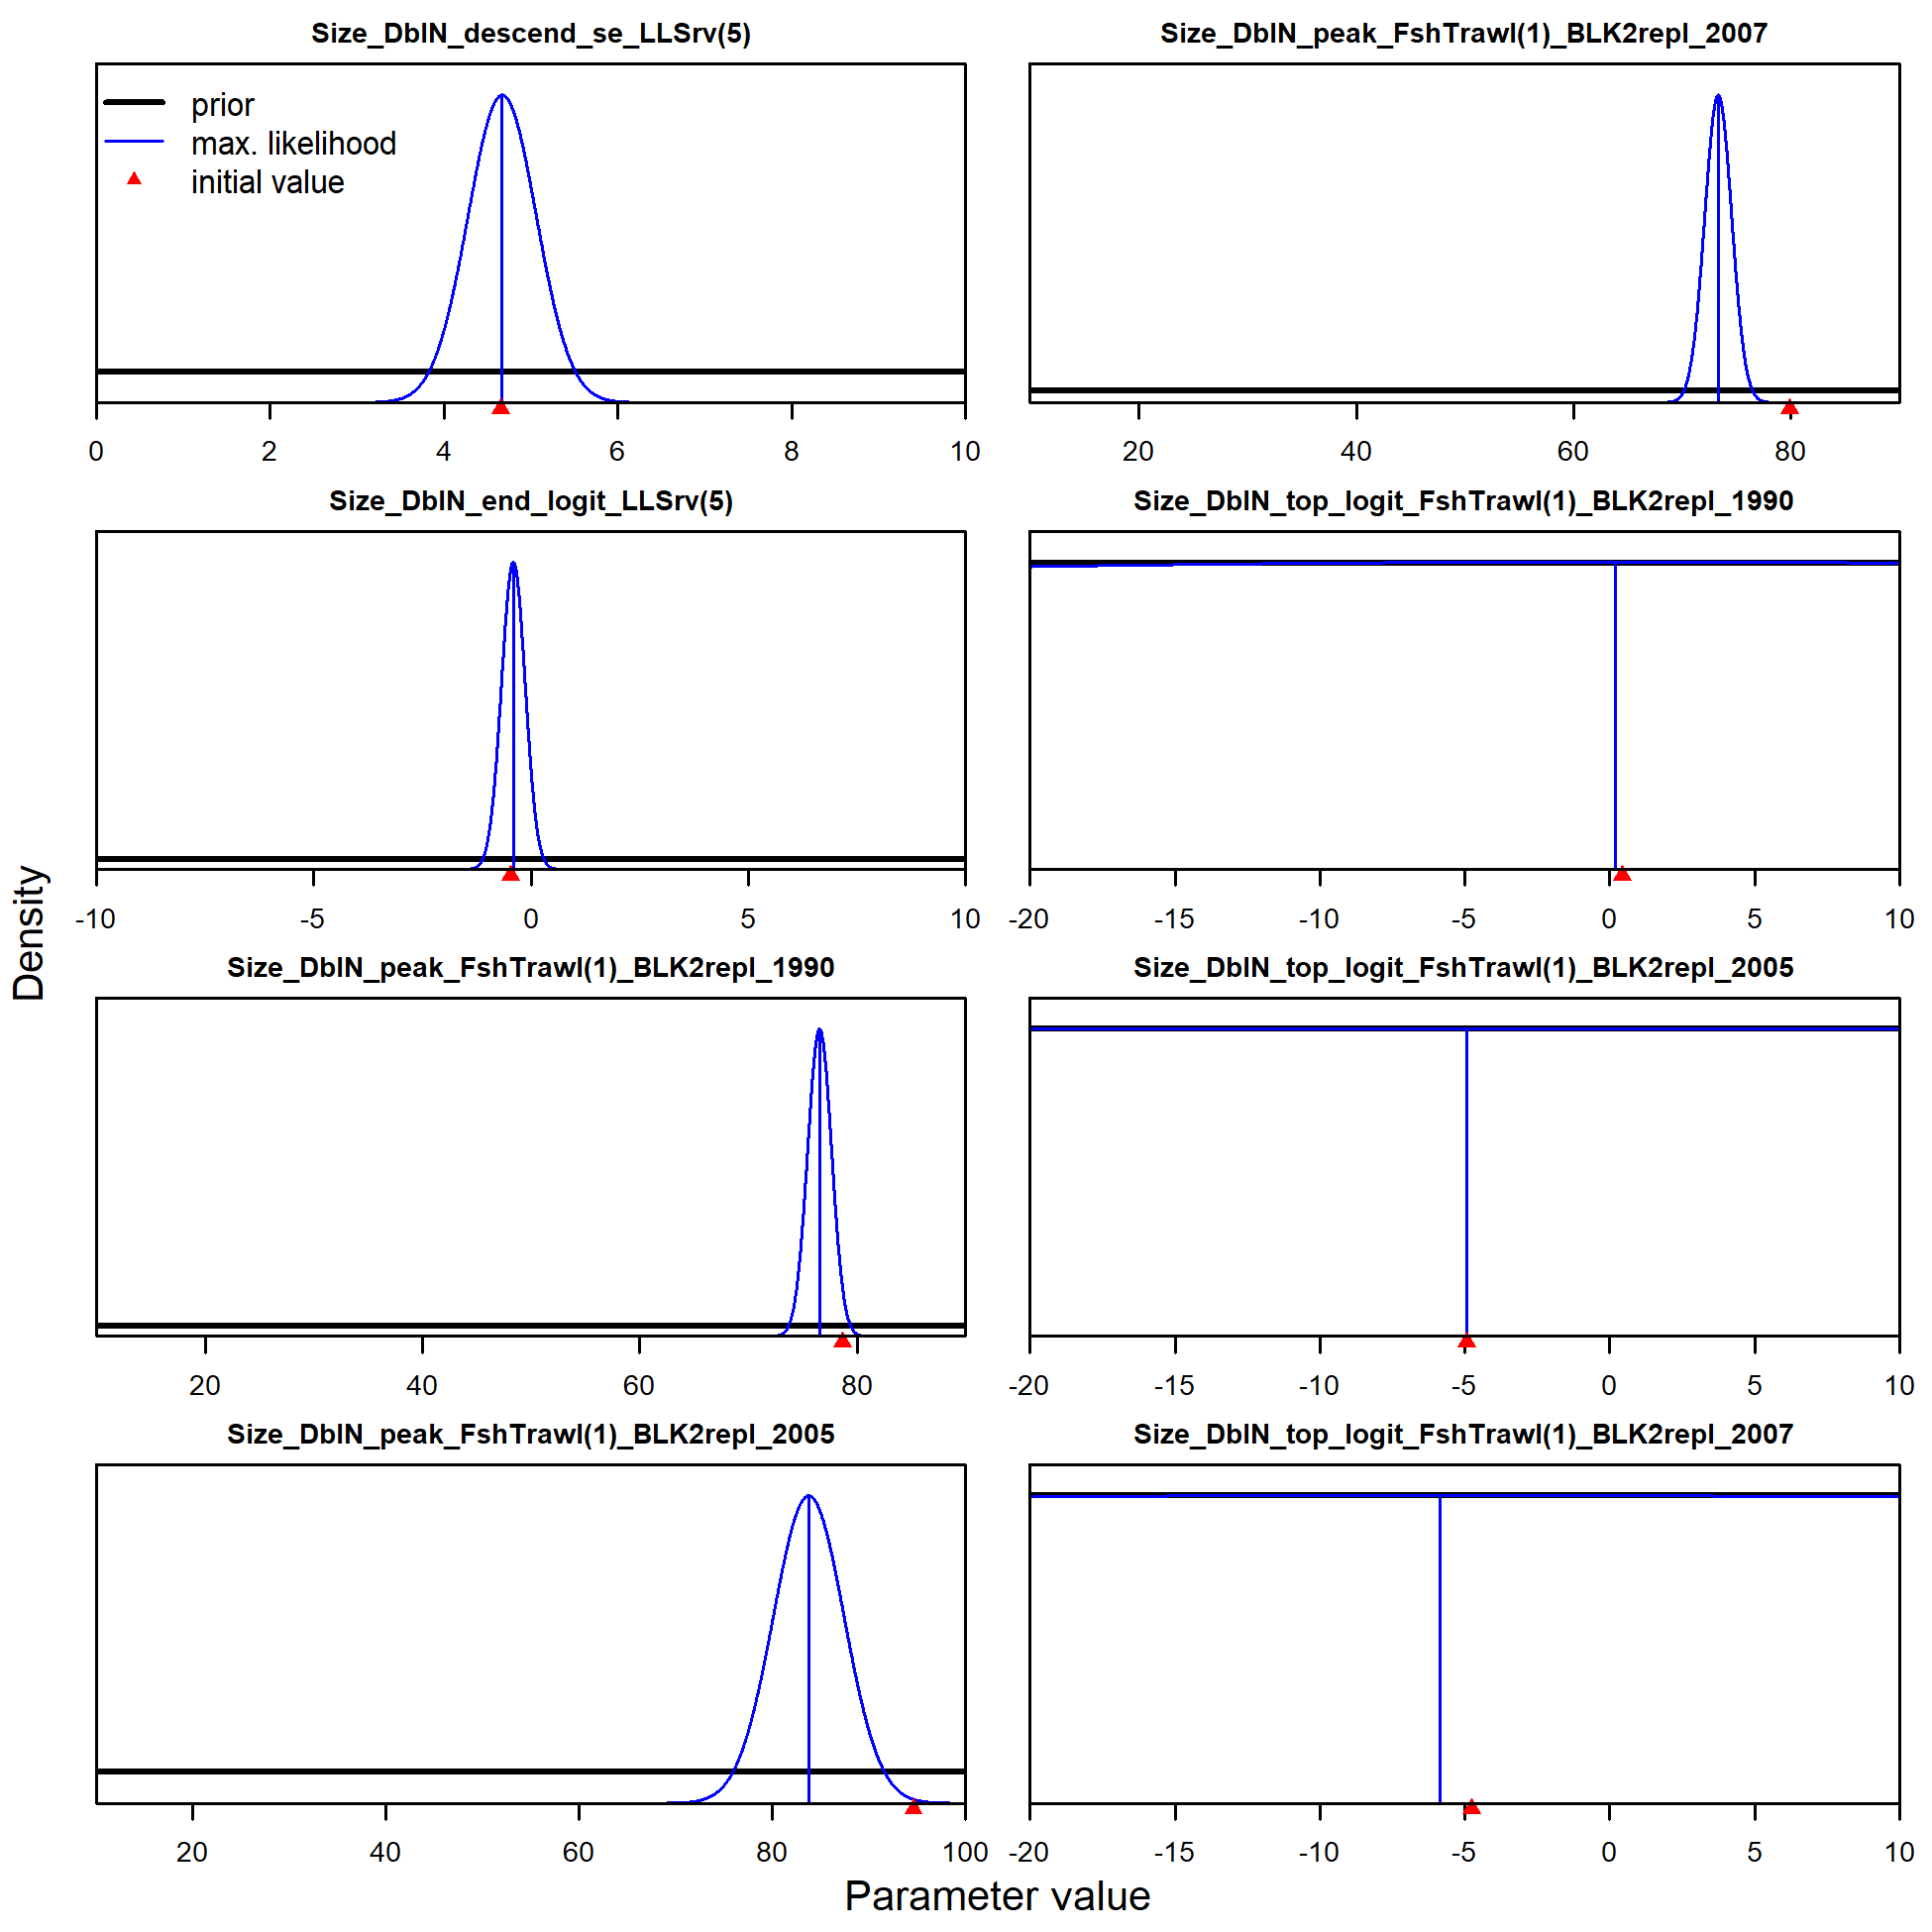 Size_DblN_descend_se_LLSrv(5)
prior
max. likelihood
initial value
0 2 4 6 8 10
Size_DblN_end_logit_LLSrv(5)
-10 -5 0 5 10
Size_DblN_peak_FshTrawl(1)_BLK2repl_1990
20 40 60 80
Size_DblN_peak_FshTrawl(1)_BLK2repl_2005
20 40 60 80 100
Size_DblN_peak_FshTrawl(1)_BLK2repl_2007
20 40 60 80
Size_DblN_top_logit_FshTrawl(1)_BLK2repl_1990
-20 -15 -10 -5 0 5 10
Size_DblN_top_logit_FshTrawl(1)_BLK2repl_2005
-20 -15 -10 -5 0 5 10
Size_DblN_top_logit_FshTrawl(1)_BLK2repl_2007
-20 -15 -10 -5 0 5 10
Density
Parameter value